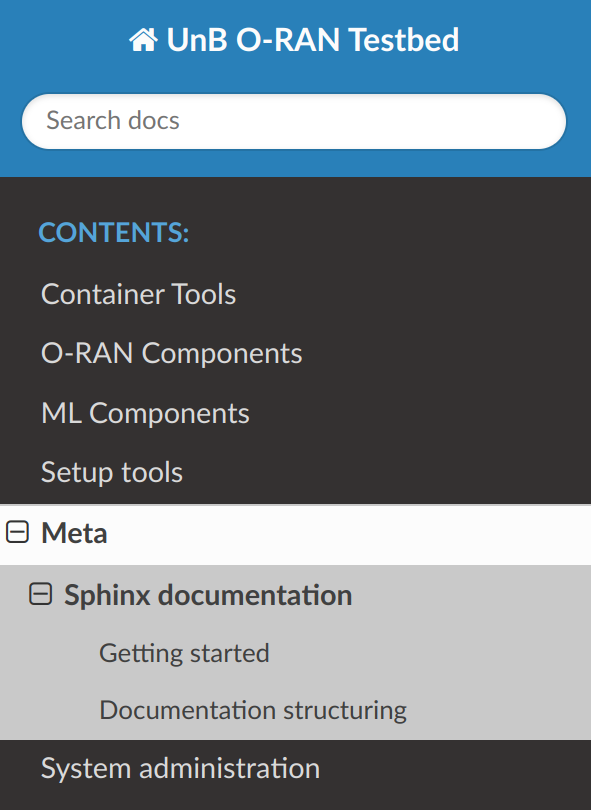 UnB O-RAN Testbed
Search docs
CONTENTS:
Container Tools
O-RAN Components
ML Components
Setup tools
Meta
Sphinx documentation
Getting started
Documentation structuring
System administration